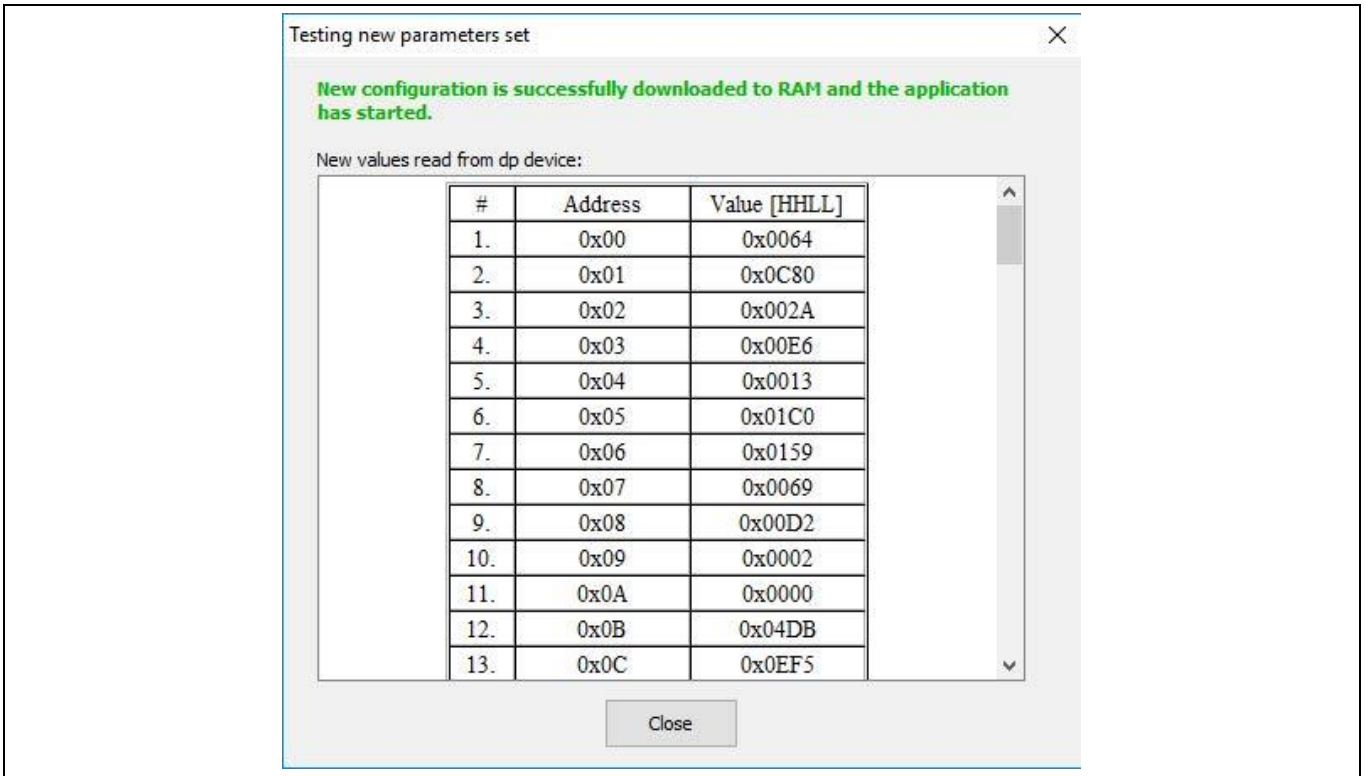 Testing new parameters set
New configuration is successfully downloaded to RAM and the application
has started.
New values read from dp device:
# Address Value [HHLL]
1. 0x00 0x0064
2. 0x01 0x0C80
3. 0x02 0x002A
4. 0x03 0x00E6
5. 0x04 0x0013
6. 0x05 0x01C0
7. 0x06 0x0159
8. 0x07 0x0069
9. 0x08 0x00D2
10. 0x09 0x0002
11. 0x0A 0x0000
12. 0x0B 0x04DB
13. 0x0C 0x0EF5
Close